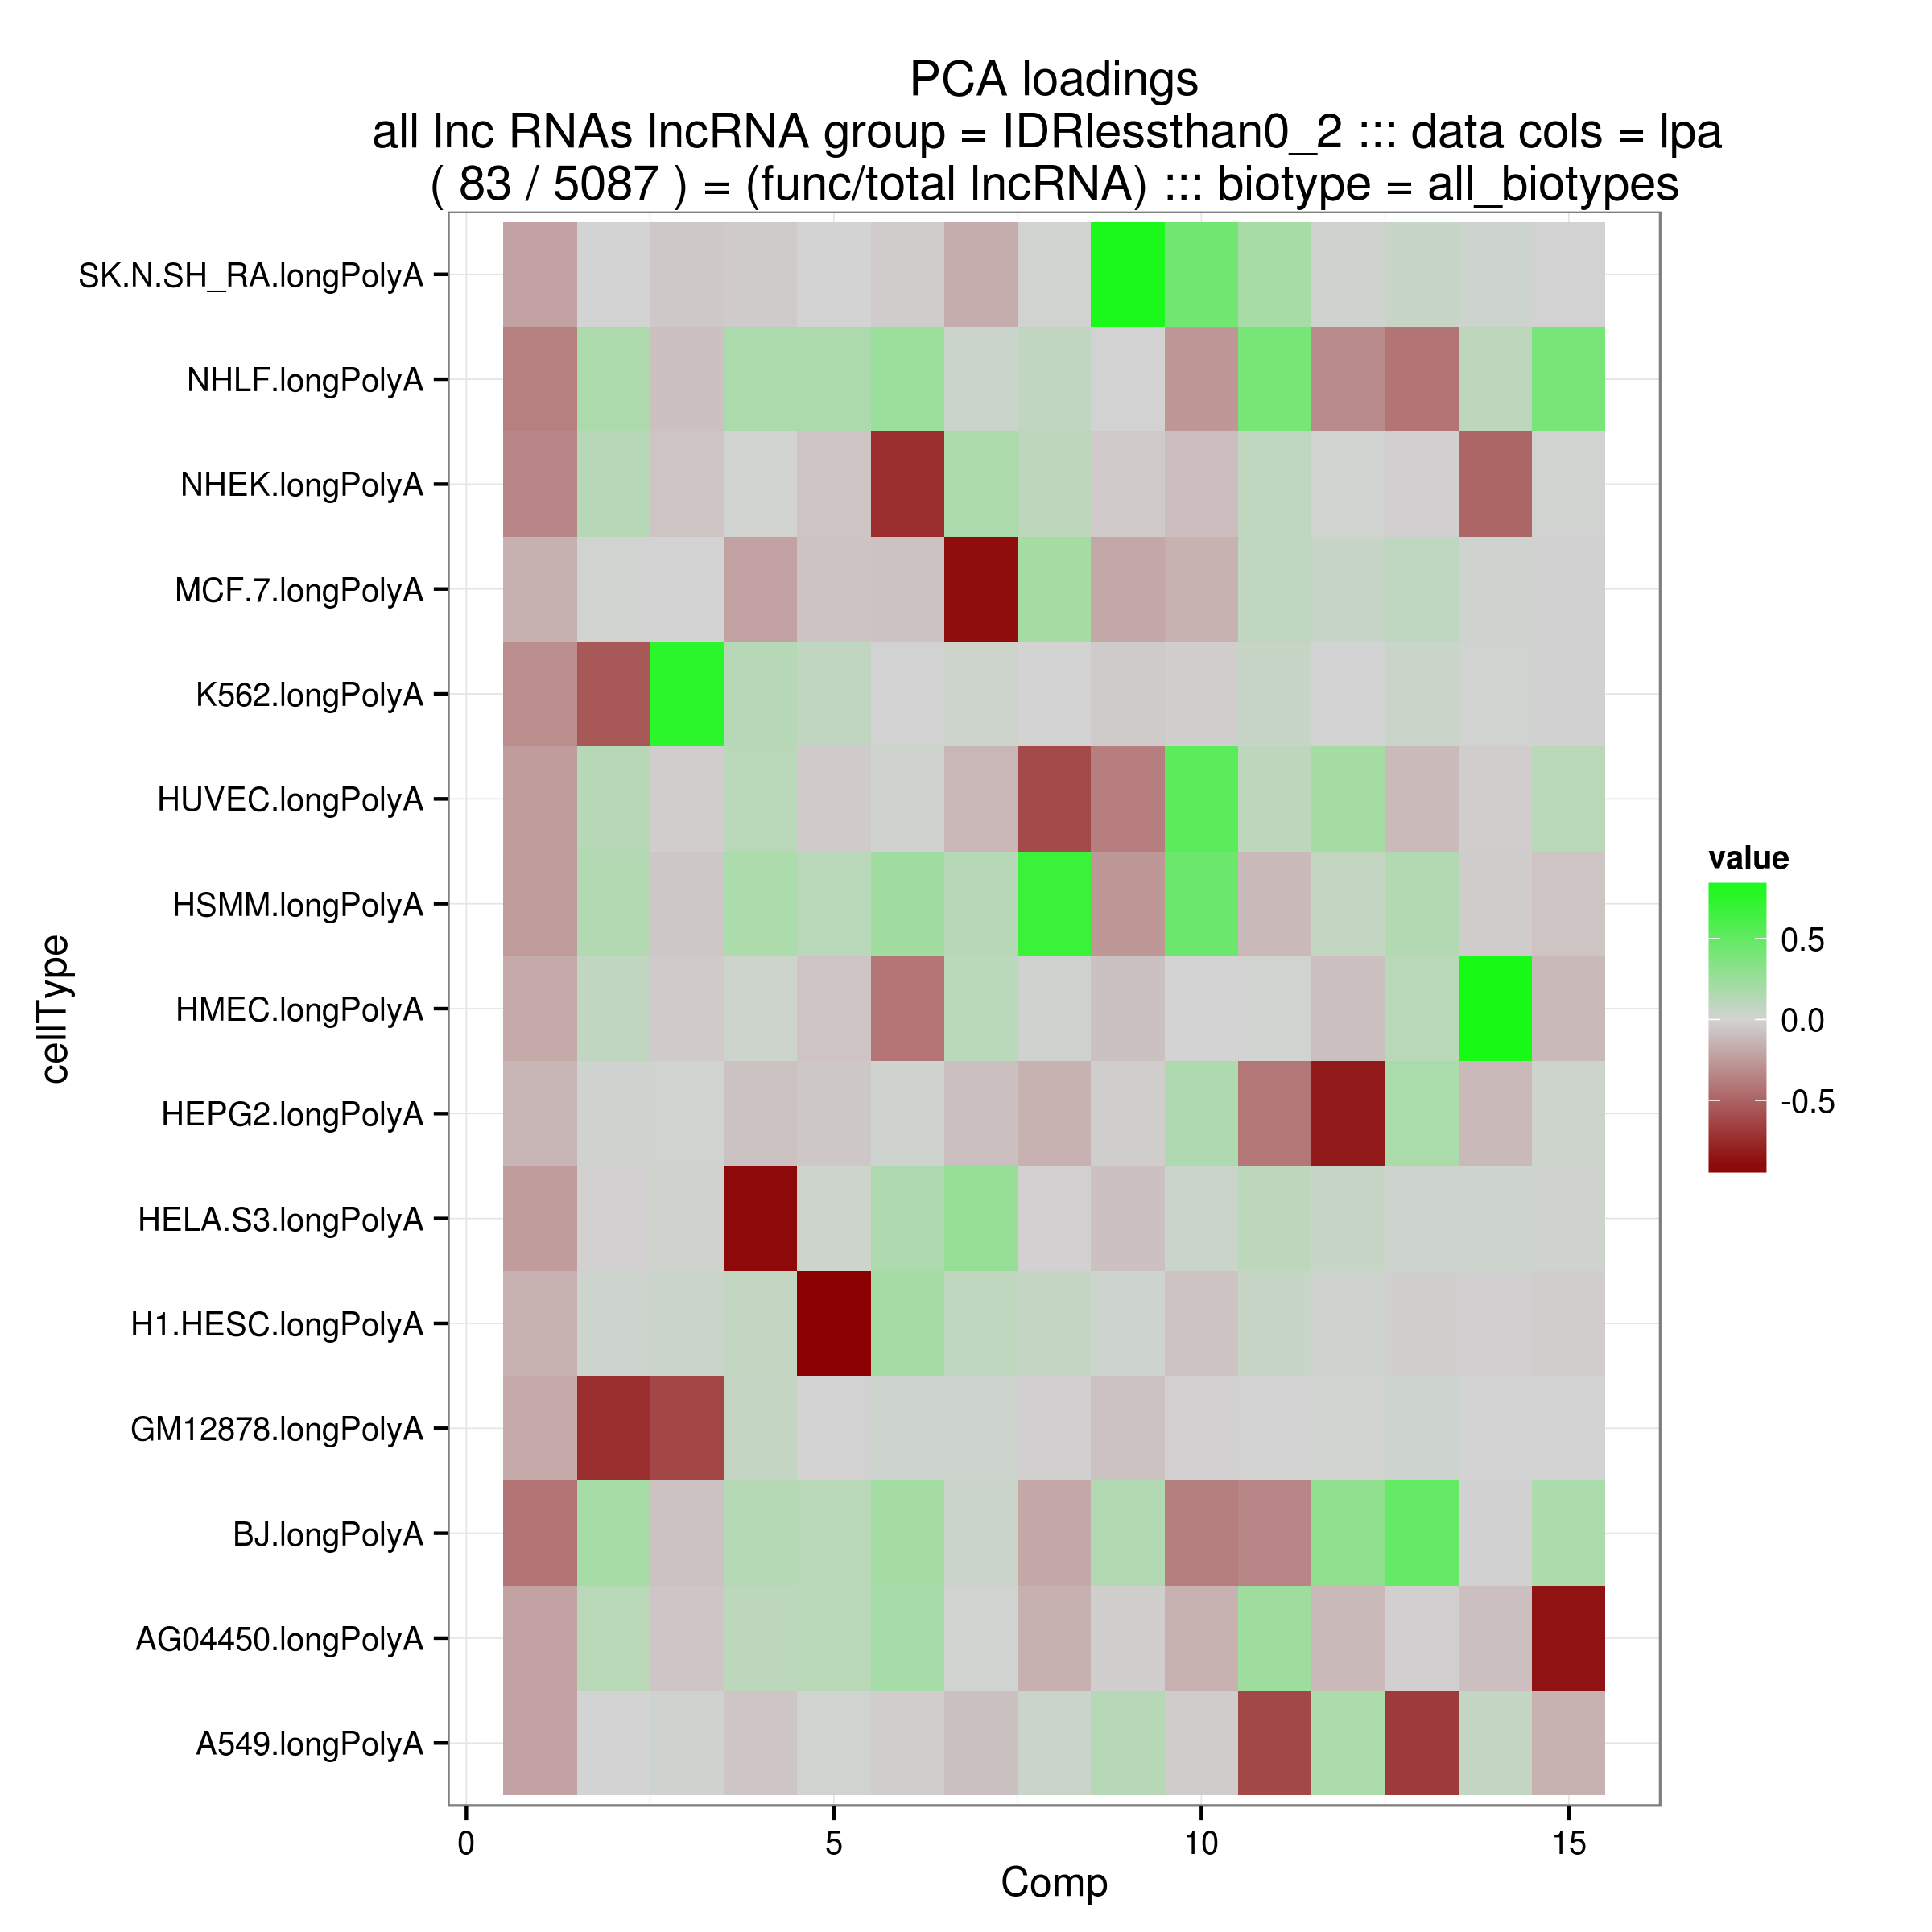 PCA loadings
all lnc RNAs lncRNA group = IDRlessthan0_2 ::: data cols = lpa
( 83 / 5087 ) = (func/total lncRNA) ::: biotype = all_biotypes
SK.N.SH_RA.longPolyA
NHLF.longPolyA
NHEK.longPolyA
MCF.7.longPolyA
K562.longPolyA
HUVEC.longPolyA
HSMM.longPolyA
HMEC.longPolyA
HEPG2.longPolyA
HELA.S3.longPolyA
H1.HESC.longPolyA
GM12878.longPolyA
BJ.longPolyA
AG04450.longPolyA
A549.longPolyA
cellType
0 5 10 15
Comp
value
0.5
0.0
-0.5